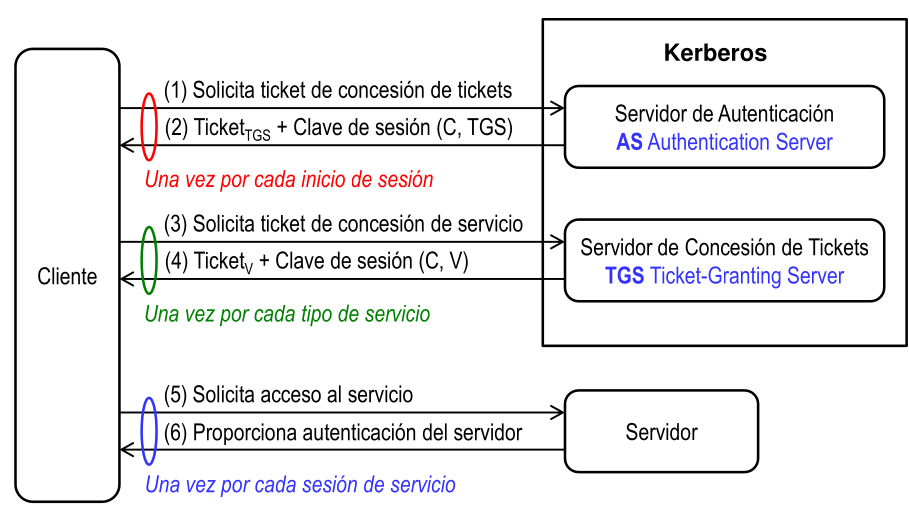 Kerberos
(1) Solicita ticket de concesión de tickets
Servidor de Autenticación
(2) TicketTGS + Clave de sesión (C, TGS)
AS Authentication Server
Una vez por cada inicio de sesión
(3) Solicita ticket de concesión de servicio
Servidor de Concesión de Tickets
(4) TicketV + Clave de sesión (C, V)
TGS Ticket-Granting Server
Cliente
Una vez por cada tipo de servicio
(5) Solicita acceso al servicio
(6) Proporciona autenticación del servidor
Servidor
Una vez por cada sesión de servicio